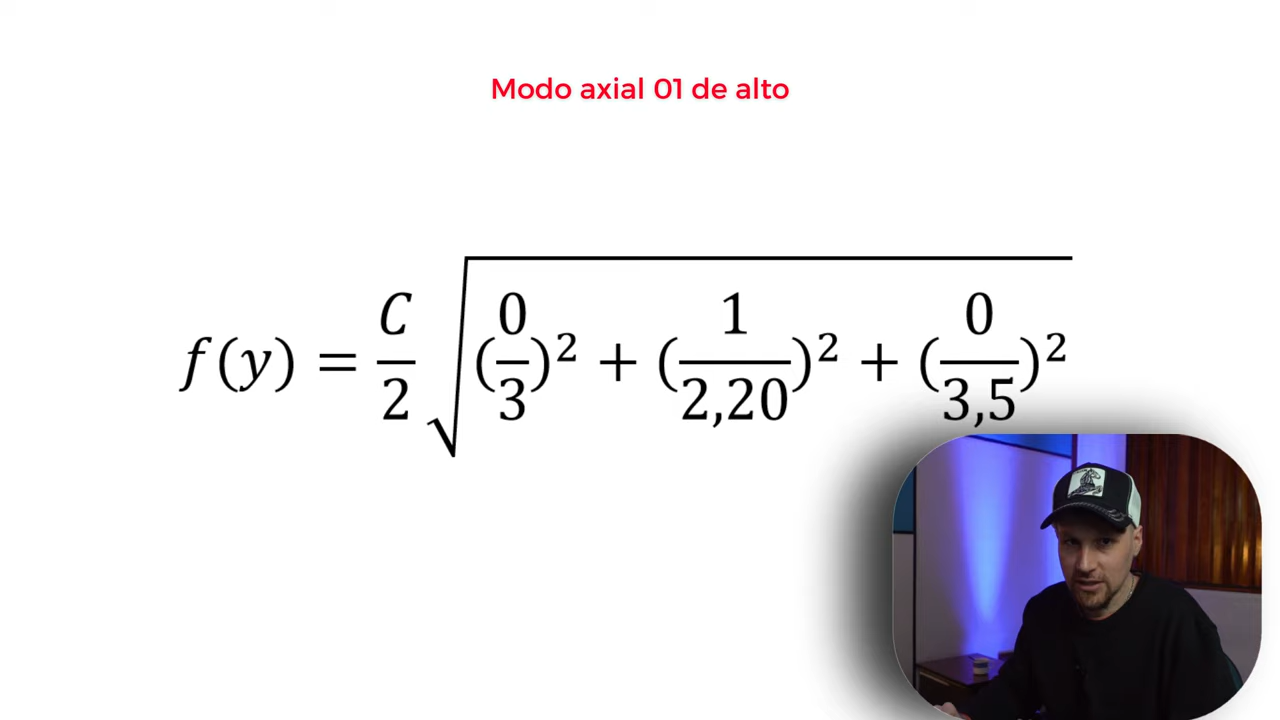 Modo axial 01 de alto
f(y) = C/2 √((0/3)² + (1/2,20)² + (0/3,5)²)